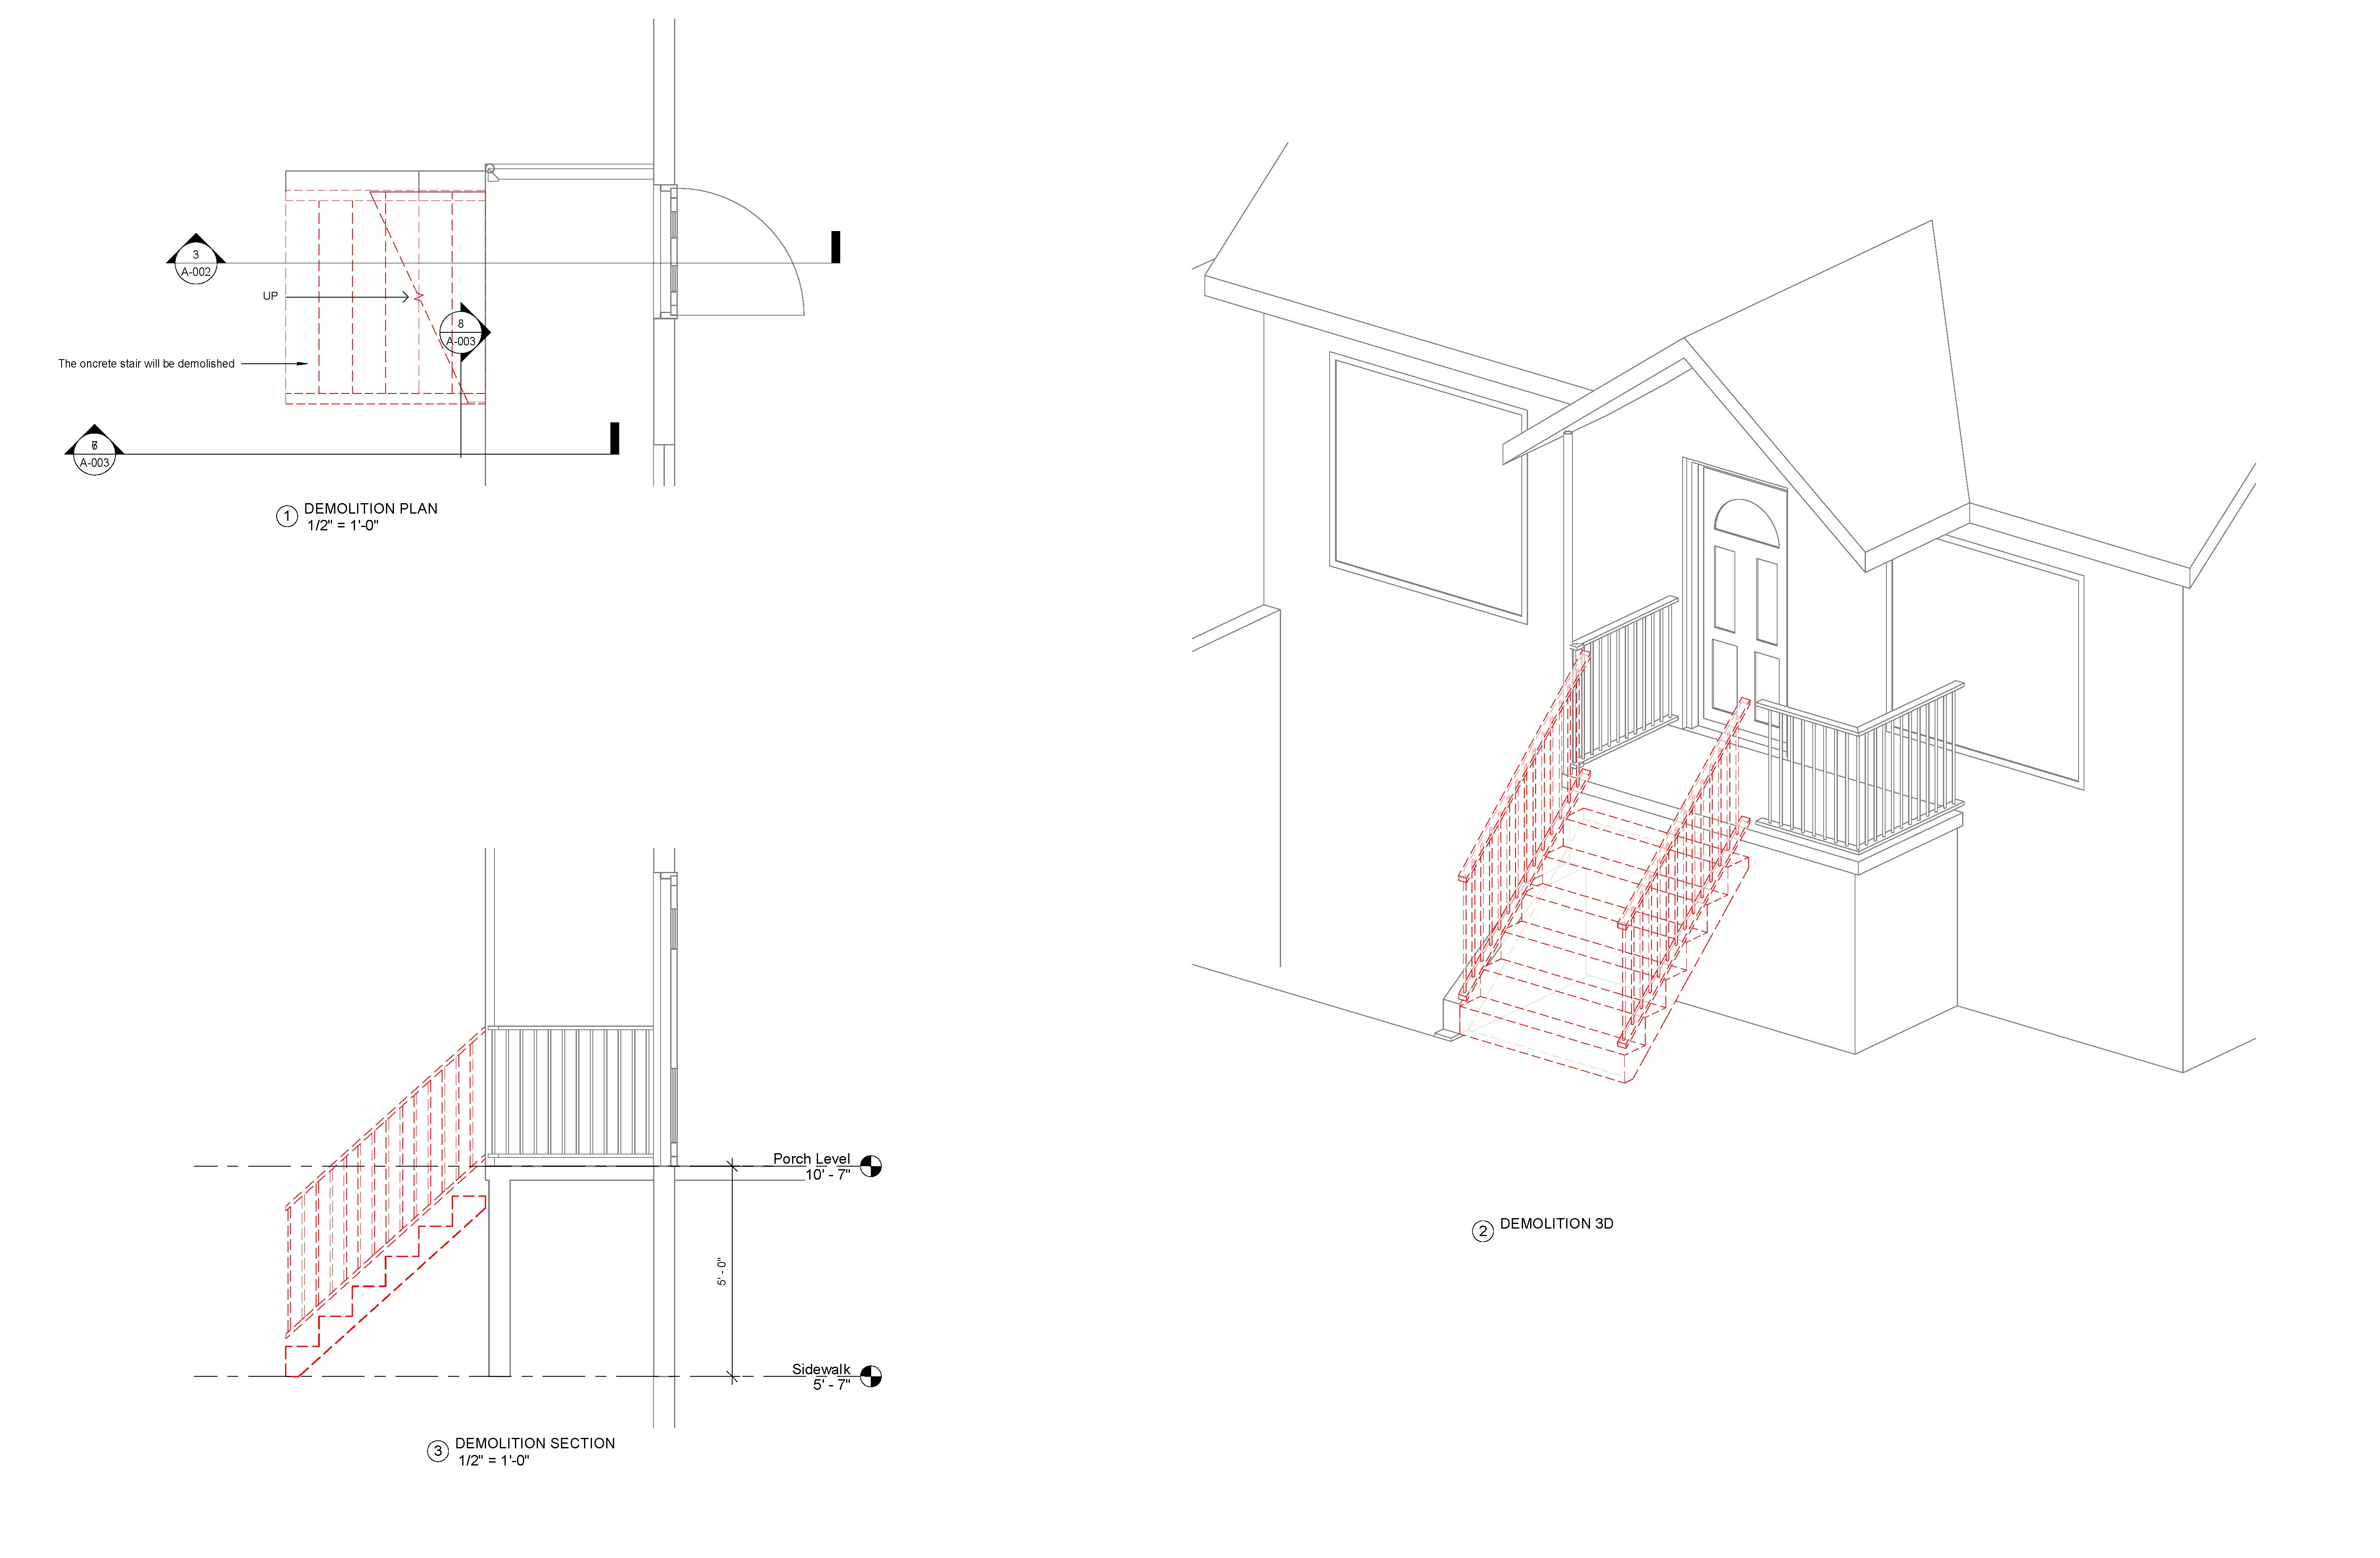 3
A-002
UP
8
A-003
The oncrete stair will be demolished
A-003
1 DEMOLITION PLAN
1/2" = 1'-0"
2 DEMOLITION 3D
Porch Level
10' - 7"
5' - 0"
Sidewalk
5' - 7"
3 DEMOLITION SECTION
1/2" = 1'-0"